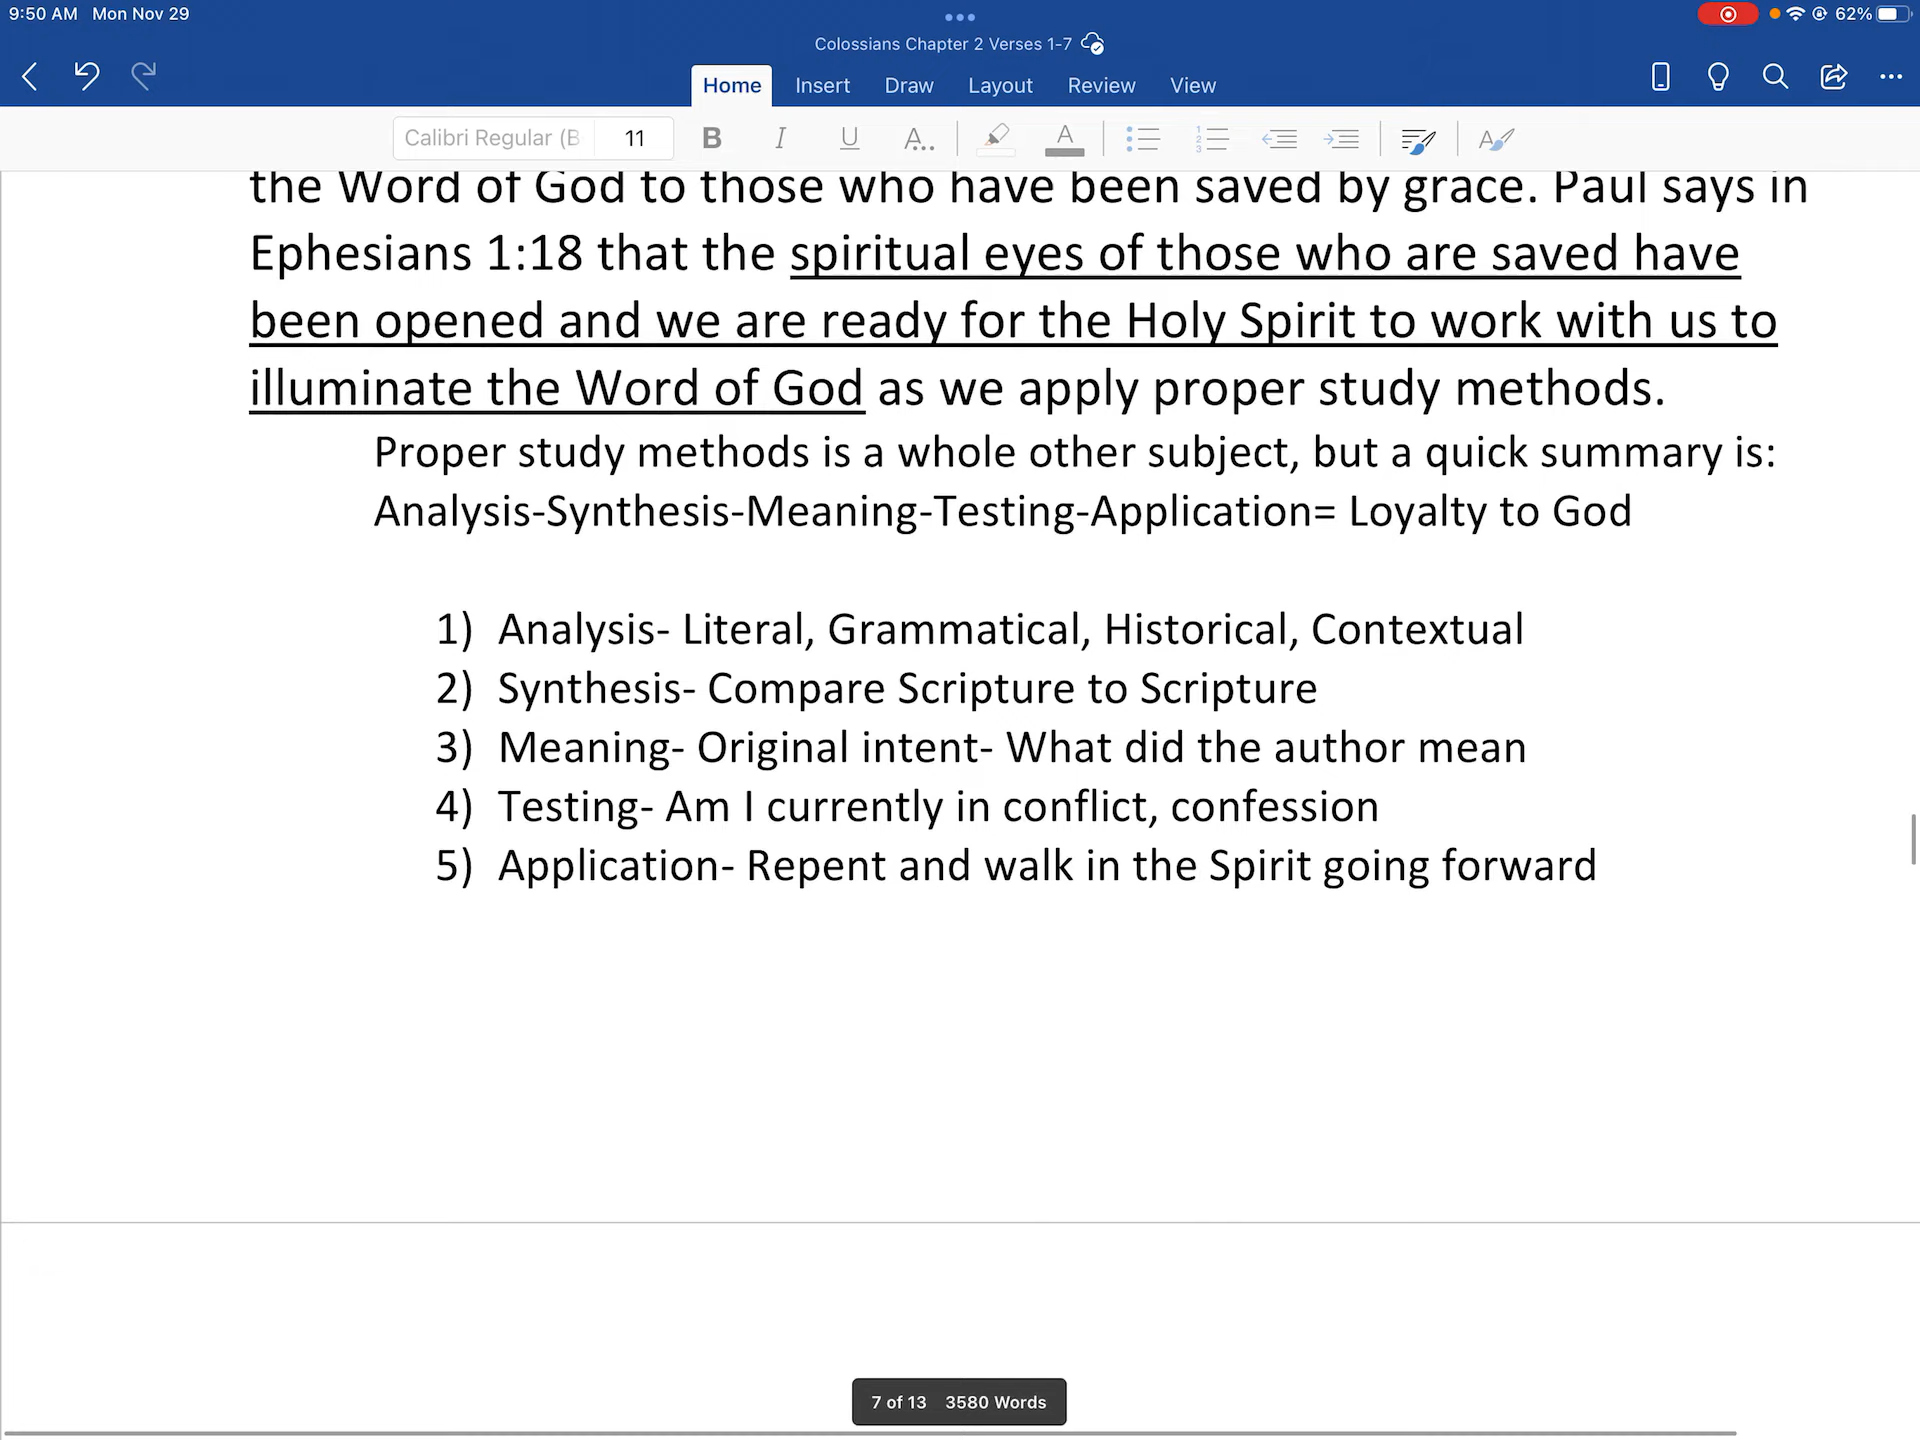 9:50 AM Mon Nov 29
62%
Colossians Chapter 2 Verses 1-7
Home Insert Draw Layout Review View
Calibri Regular (B 11 B I U A.. A A
the Word of God to those who have been saved by grace. Paul says in
Ephesians 1:18 that the spiritual eyes of those who are saved have
been opened and we are ready for the Holy Spirit to work with us to
illuminate the Word of God as we apply proper study methods.
Proper study methods is a whole other subject, but a quick summary is:
Analysis-Synthesis-Meaning-Testing-Application= Loyalty to God
1) Analysis- Literal, Grammatical, Historical, Contextual
2) Synthesis- Compare Scripture to Scripture
3) Meaning- Original intent- What did the author mean
4) Testing- Am I currently in conflict, confession
5) Application- Repent and walk in the Spirit going forward
7 of 13 3580 Words